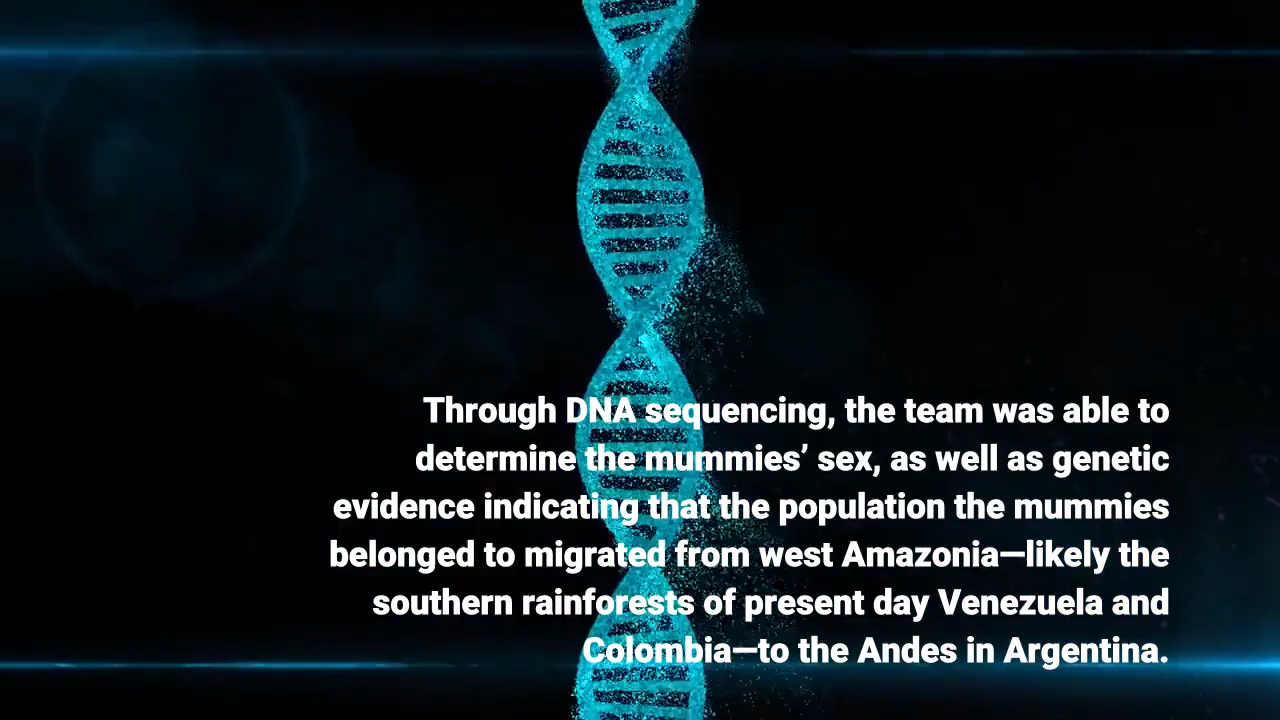 Through DNA sequencing, the team was able to
determine the mummies’ sex, as well as genetic
evidence indicating that the population the mummies
belonged to migrated from west Amazonia—likely the
southern rainforests of present day Venezuela and
Colombia—to the Andes in Argentina.